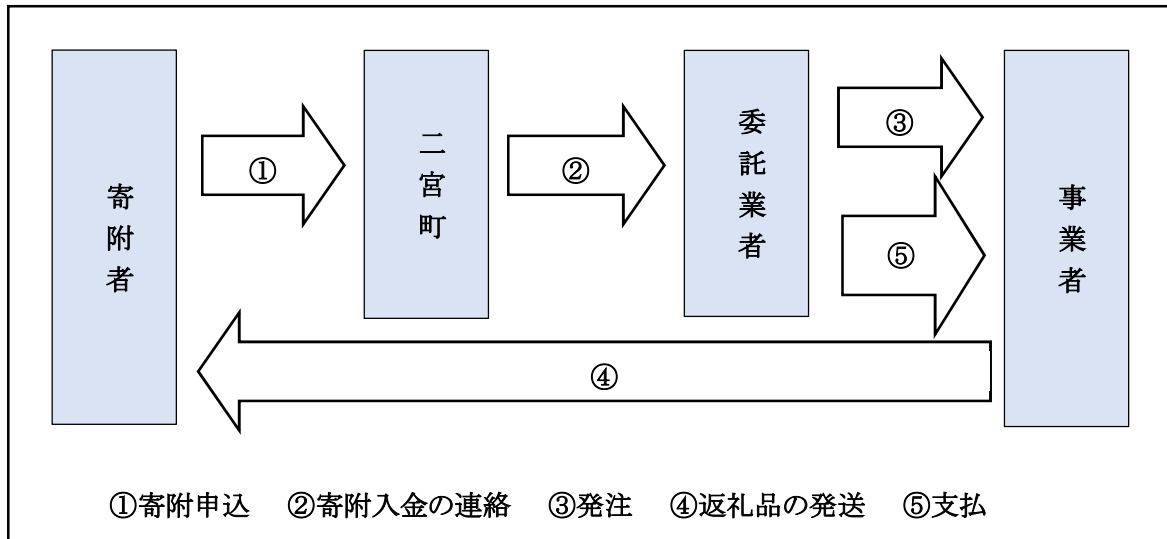 寄附者
①
二宮町
②
委託業者
③
⑤
事業者
④
①寄附申込 ②寄附入金の連絡 ③発注 ④返礼品の発送 ⑤支払